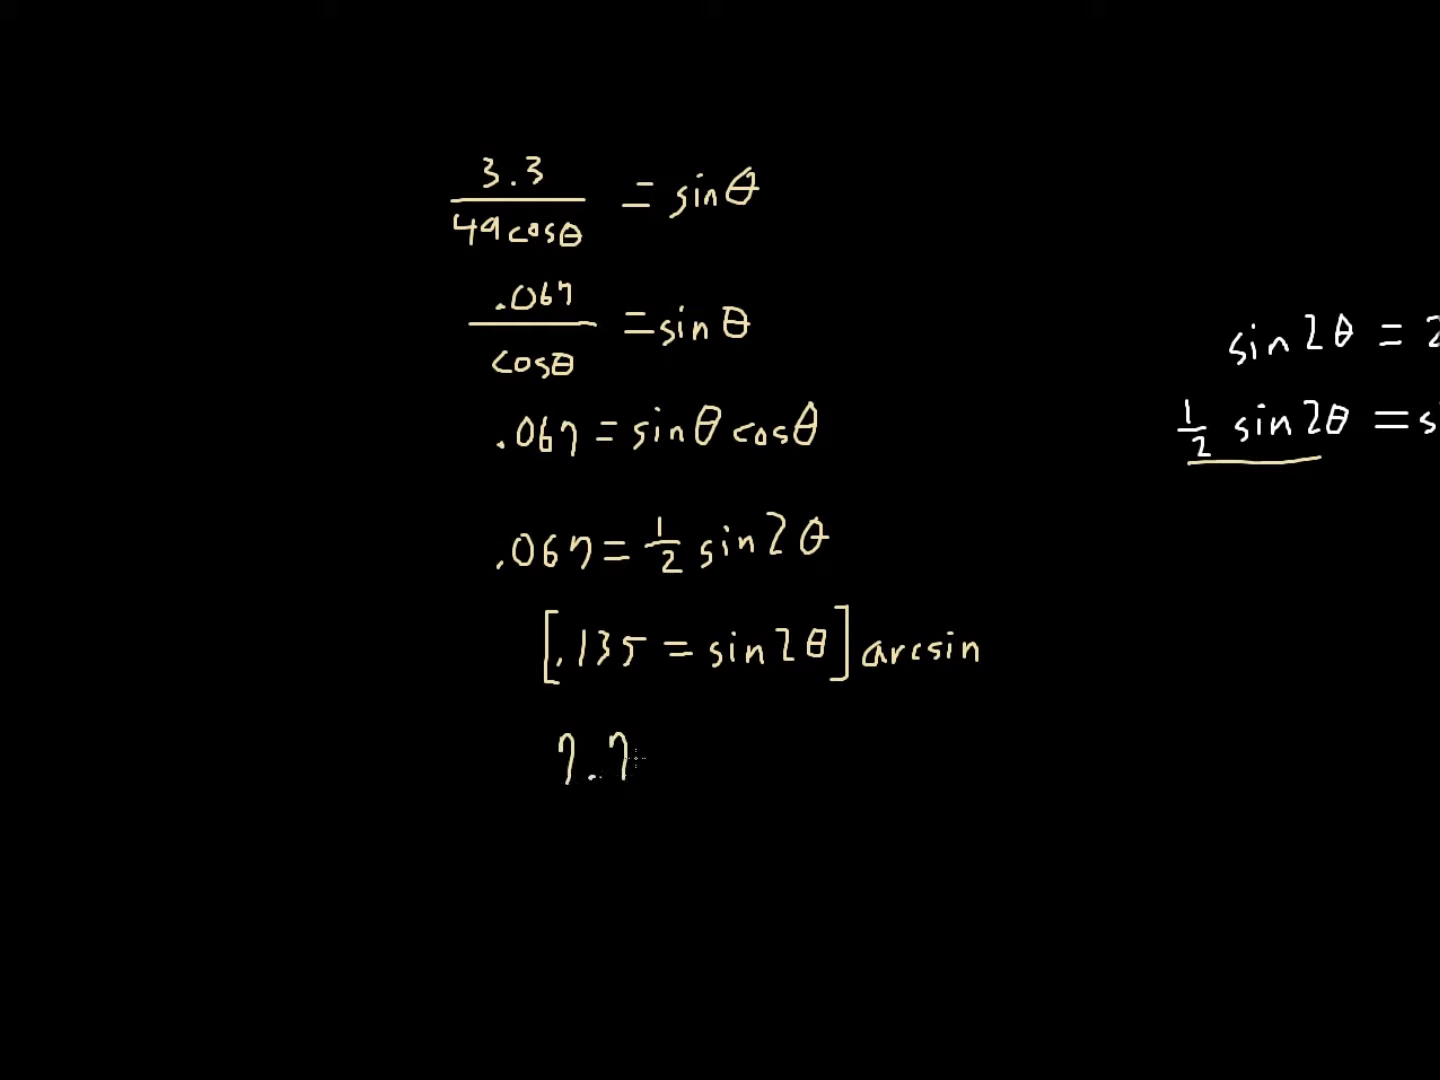 3.3 / 49cosθ = sinθ
.067 / cosθ = sinθ
.067 = sinθ cosθ
.067 = 1/2 sin2θ
[.135 = sin2θ] arcsin
7.7
sin2θ = 2
1/2 sin2θ = s